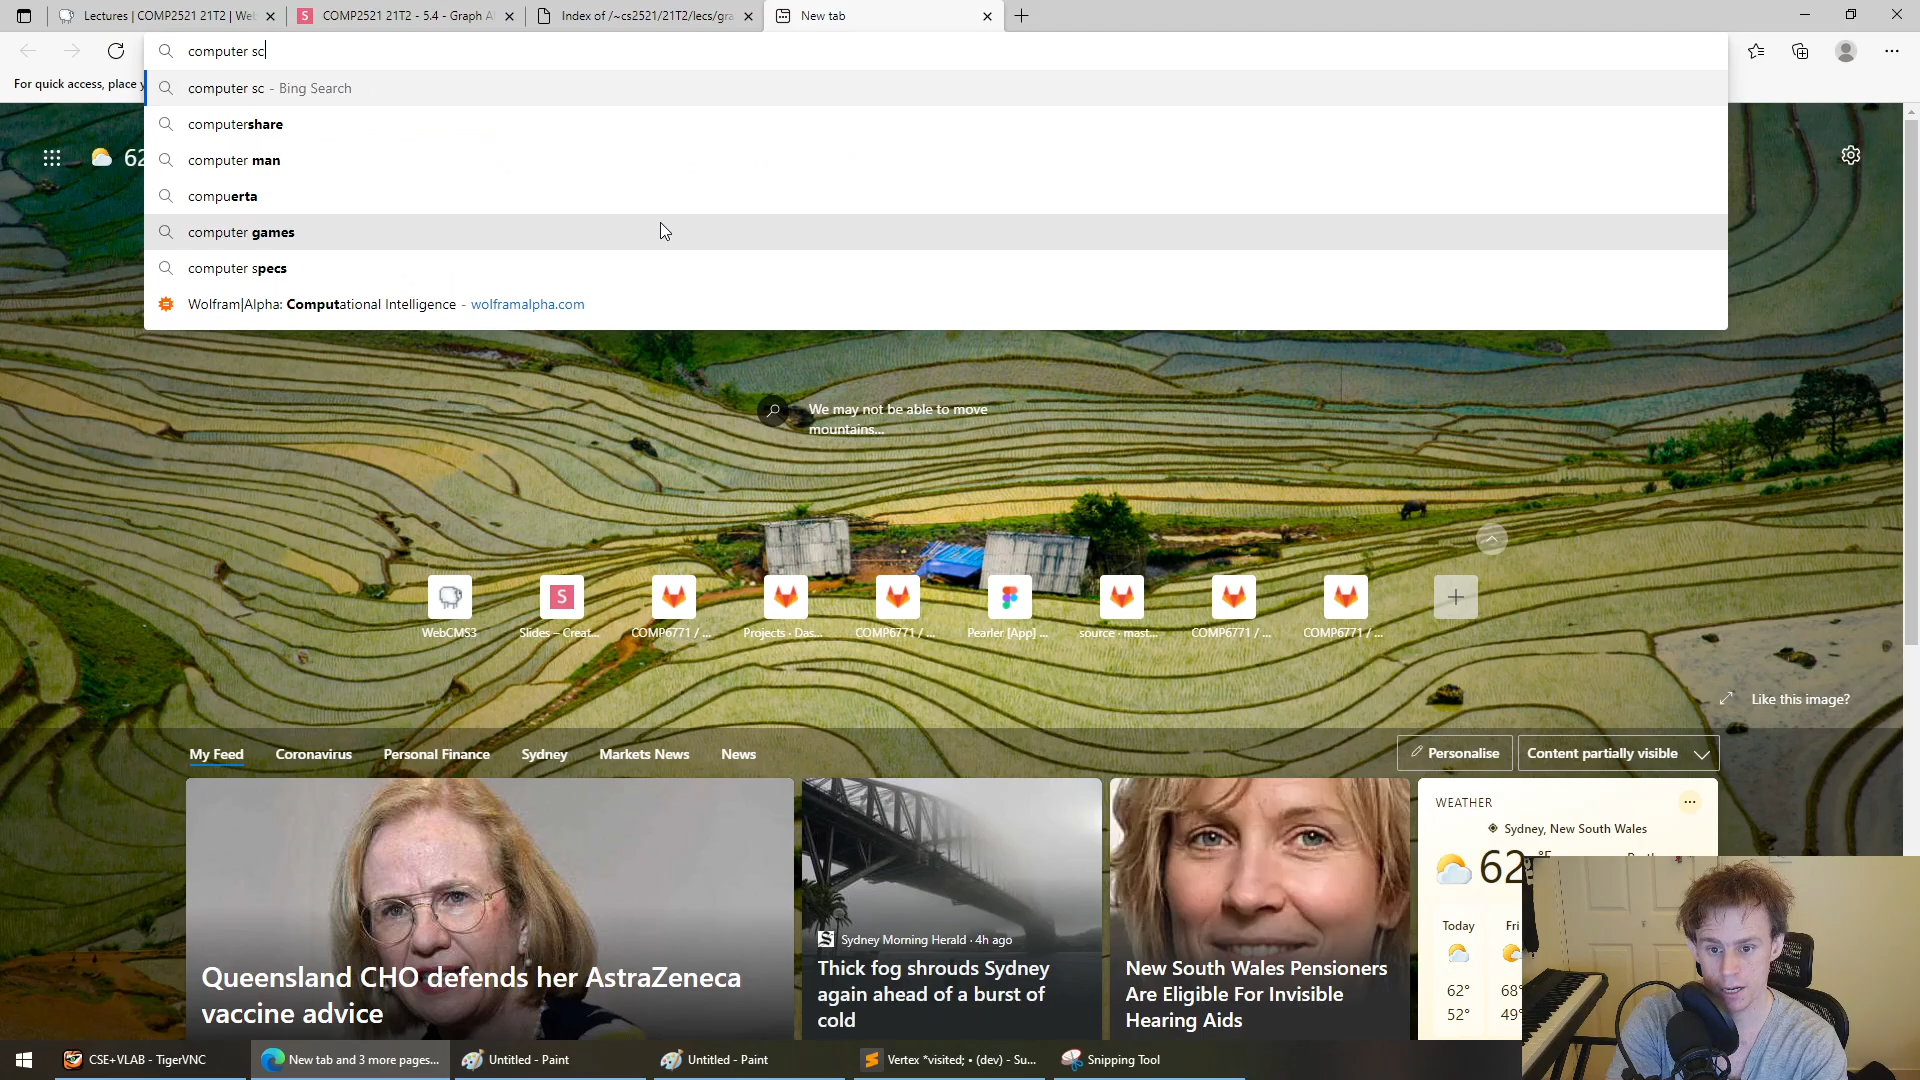 Lectures | COMP2521 21T2 | We
COMP2521 21T2 - 5.4 - Graph Al
Index of /~cs2521/21T2/lecs/gra
New tab
computer sc
For quick access, place y
computer sc - Bing Search
computershare
computer man
compuerta
computer games
computer specs
Wolfram|Alpha: Computational Intelligence - wolframalpha.com
62
We may not be able to move
mountains...
WebCMS3
Slides – Creat...
COMP6771 / ...
Projects · Das...
COMP6771 / ...
Pearler [App] ...
source · mast...
COMP6771 / ...
COMP6771 / ...
Like this image?
My Feed
Coronavirus
Personal Finance
Sydney
Markets News
News
Personalise
Content partially visible
Queensland CHO defends her AstraZeneca
vaccine advice
Sydney Morning Herald · 4h ago
Thick fog shrouds Sydney
again ahead of a burst of
cold
New South Wales Pensioners
Are Eligible For Invisible
Hearing Aids
WEATHER
Sydney, New South Wales
62 °F
Today
Fri
62°
68°
52°
49°
CSE+VLAB - TigerVNC
New tab and 3 more pages...
Untitled - Paint
Untitled - Paint
Vertex *visited; • (dev) - Su...
Snipping Tool